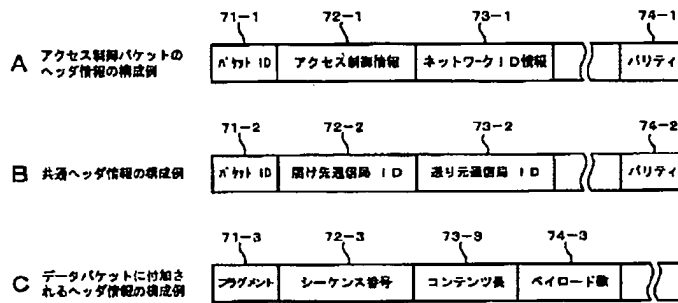 71-1 72-1 73-1 74-1
A アクセス制御パケットの
ヘッダ情報の構成例
パケット ID アクセス制御情報 ネットワークID情報 パリティ
71-2 72-2 73-2 74-2
B 共通ヘッダ情報の構成例
パケット ID 届け先通信局 ID 送り元通信局 ID パリティ
71-3 72-3 73-3 74-3
C データパケットに付加さ
れるヘッダ情報の構成例
フラグメント シーケンス番号 コンテンツ長 ペイロード数